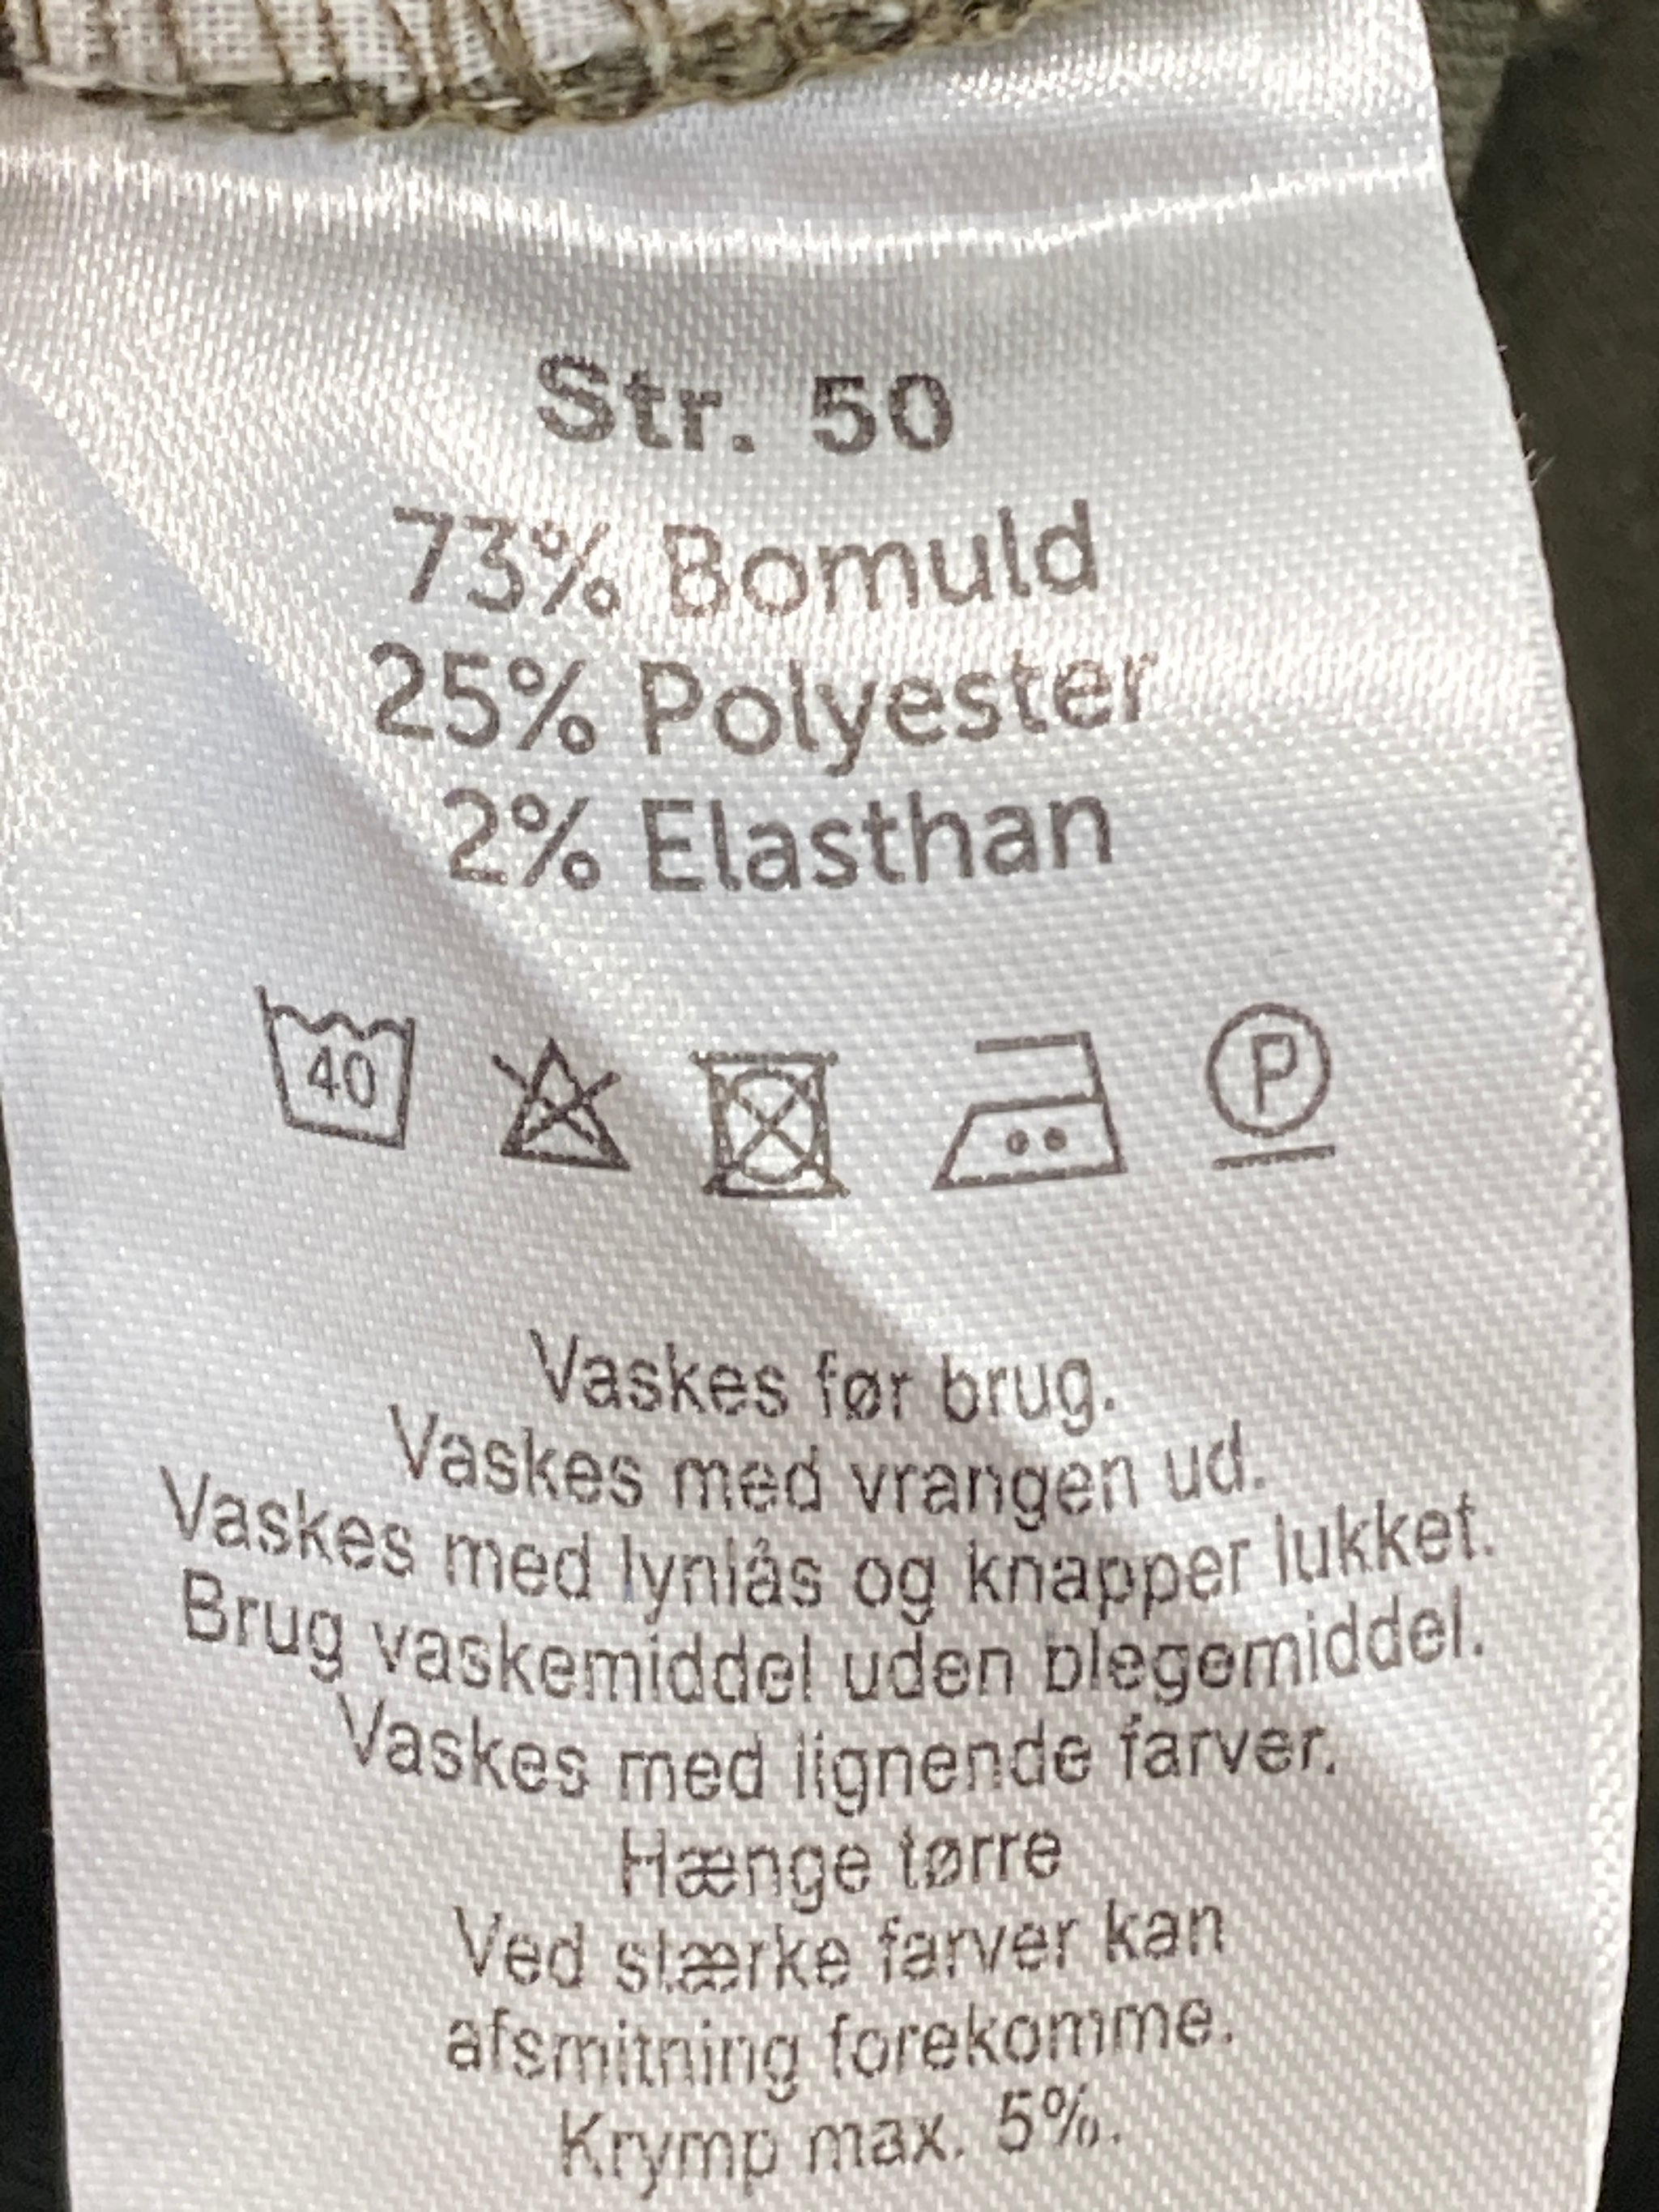 Str. 50
73% Bomuld
25% Polyester
2% Elasthan
40 P
Vaskes før brug.
Vaskes med vrangen ud.
Vaskes med lynlås og knapper lukket.
Brug vaskemiddel uden blegemiddel.
Vaskes med lignende farver.
Hænge tørre
Ved stærke farver kan
afsmitning forekomme.
Krymp max. 5%.